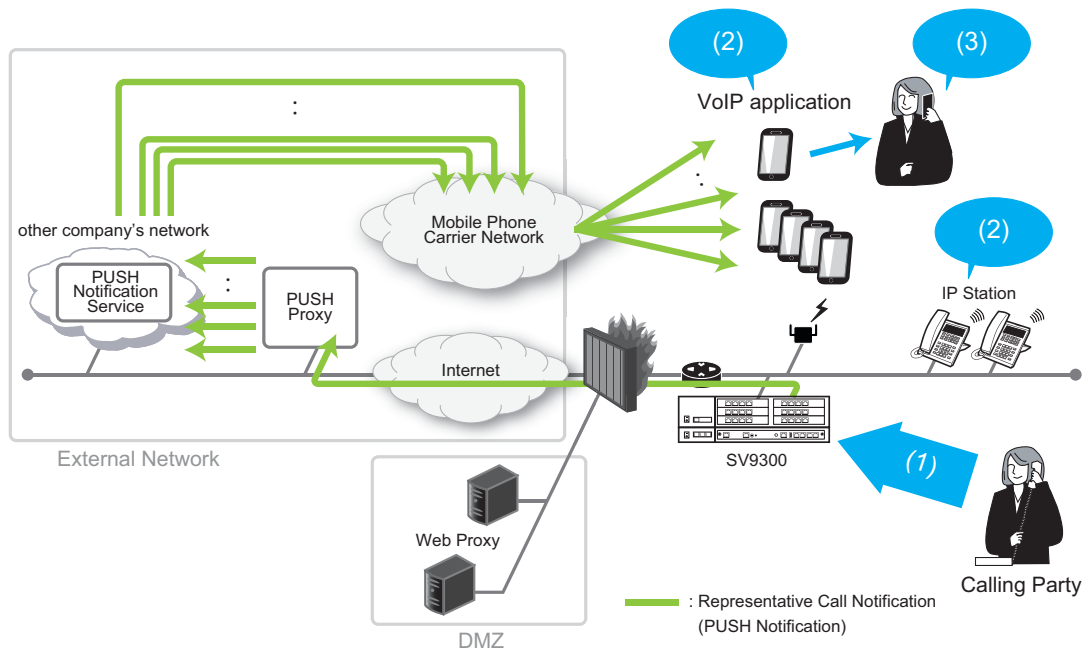 (2)
(3)
VoIP application
:
:
Mobile Phone
Carrier Network
other company's network
PUSH
Notification
Service
:
PUSH
Proxy
(2)
IP Station
Internet
External Network
SV9300
(1)
Web Proxy
DMZ
Calling Party
: Representative Call Notification
(PUSH Notification)